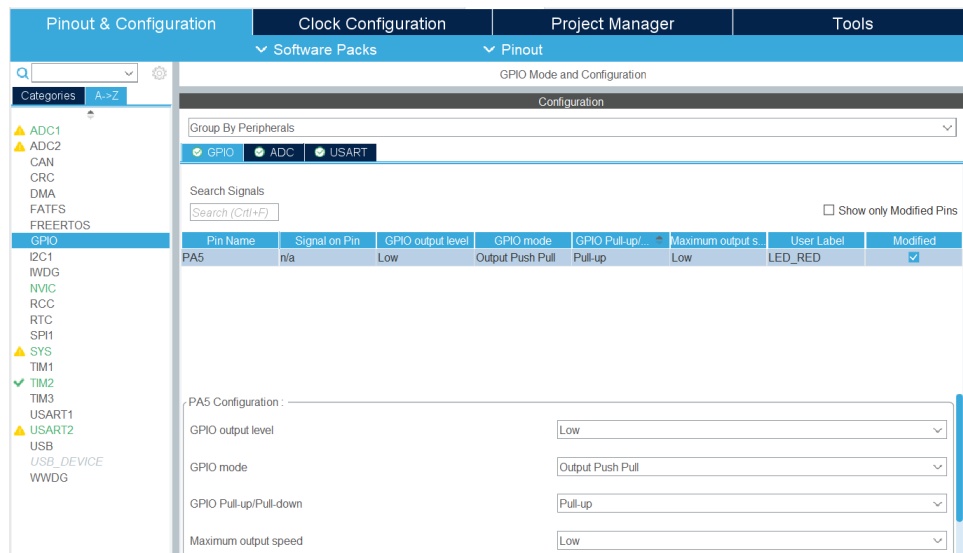 Pinout & Configuration
Clock Configuration
Project Manager
Tools
Software Packs
Pinout
Categories
A->Z
ADC1
ADC2
CAN
CRC
DMA
FATFS
FREERTOS
GPIO
I2C1
IWDG
NVIC
RCC
RTC
SPI1
SYS
TIM1
TIM2
TIM3
USART1
USART2
USB
USB_DEVICE
WWDG
GPIO Mode and Configuration
Configuration
Group By Peripherals
GPIO ADC USART
Search Signals
Search (Crtl+F)
Show only Modified Pins
Pin Name Signal on Pin GPIO output level GPIO mode GPIO Pull-up/... Maximum output s... User Label Modified
PA5 n/a Low Output Push Pull Pull-up Low LED_RED
PA5 Configuration :
GPIO output level Low
GPIO mode Output Push Pull
GPIO Pull-up/Pull-down Pull-up
Maximum output speed Low